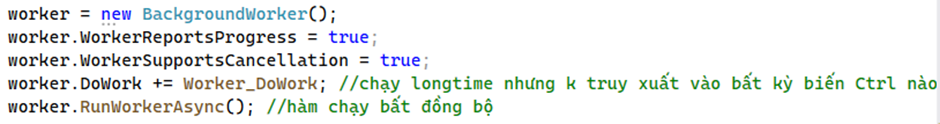 worker = new BackgroundWorker();
worker.WorkerReportsProgress = true;
worker.WorkerSupportsCancellation = true;
worker.DoWork += Worker_DoWork; //chạy longtime nhưng k truy xuất vào bất kỳ biến Ctrl nào
worker.RunWorkerAsync(); //hàm chạy bất đồng bộ